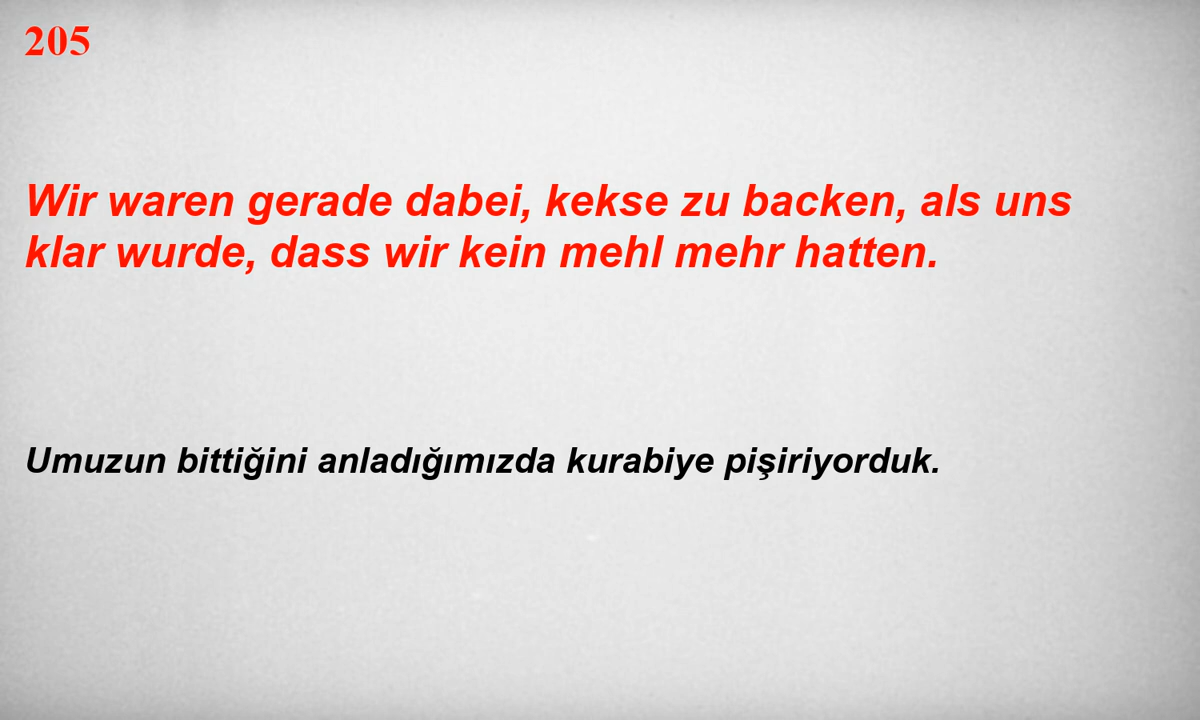 205
Wir waren gerade dabei, kekse zu backen, als uns
klar wurde, dass wir kein mehl mehr hatten.
Umuzun bittiğini anladığımızda kurabiye pişiriyorduk.